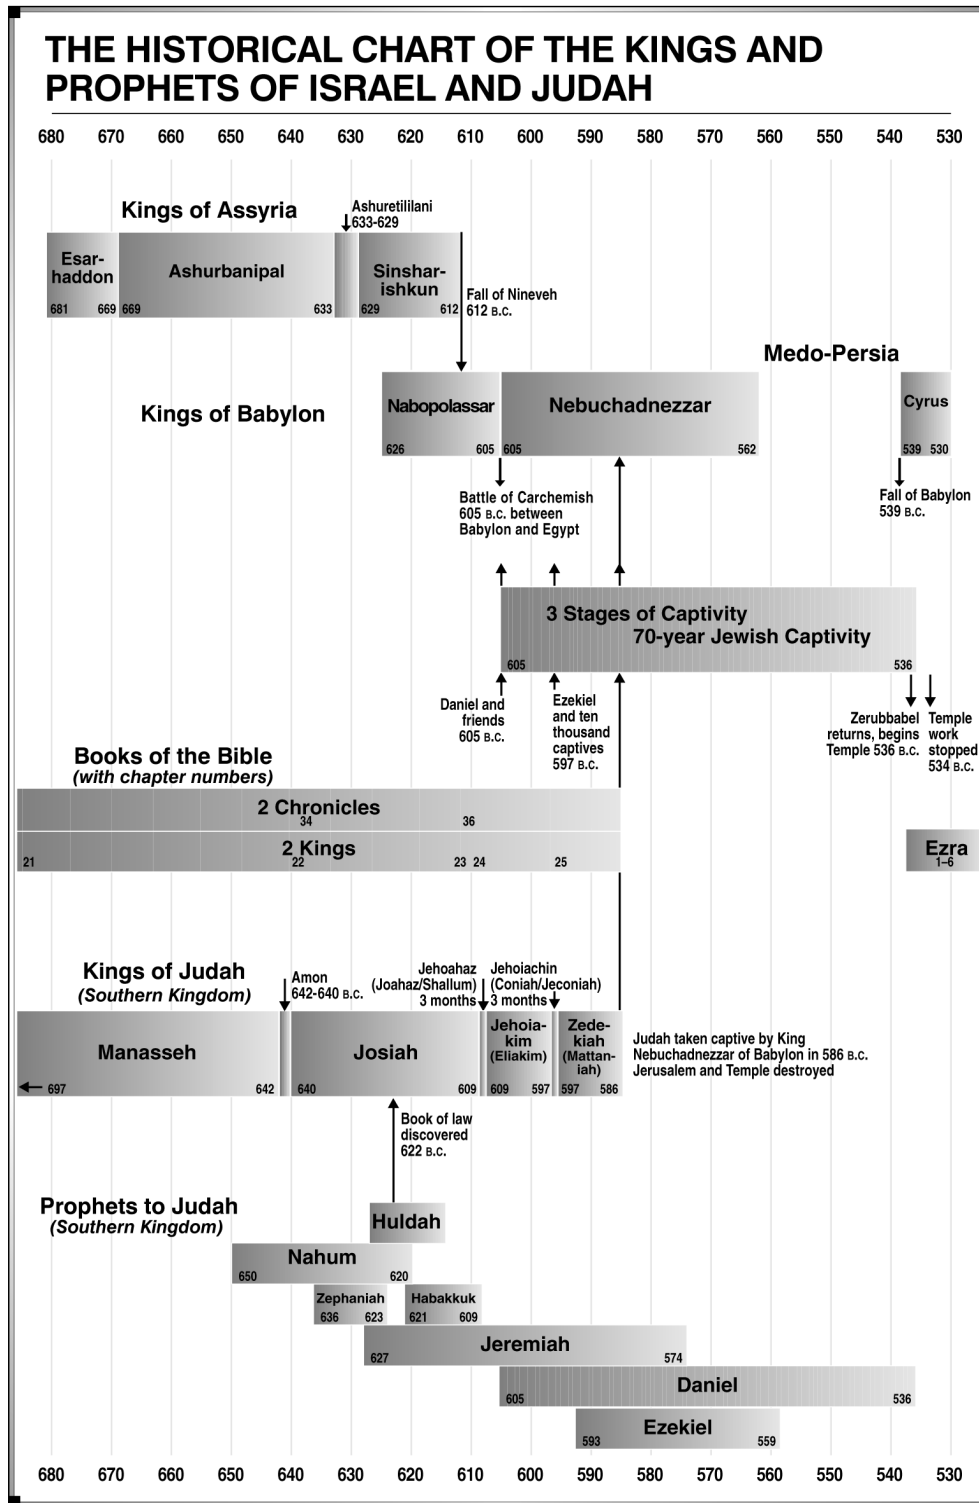 THE HISTORICAL CHART OF THE KINGS AND
PROPHETS OF ISRAEL AND JUDAH
680 670 660 650 640 630 620 610 600 590 580 570 560 550 540 530
Kings of Assyria
Ashuretililani
633-629
Esar-
haddon
681 669
Ashurbanipal
669 633
Sinshar-
ishkun
629 612
Fall of Nineveh
612 B.C.
Medo-Persia
Kings of Babylon
Nabopolassar
626 605
Nebuchadnezzar
605 562
Cyrus
539 530
Battle of Carchemish
605 B.C. between
Babylon and Egypt
Fall of Babylon
539 B.C.
3 Stages of Captivity
70-year Jewish Captivity
605 536
Daniel and
friends
605 B.C.
Ezekiel
and ten
thousand
captives
597 B.C.
Zerubbabel
returns, begins
Temple 536 B.C.
Temple
work
stopped
534 B.C.
Books of the Bible
(with chapter numbers)
2 Chronicles
34 36
2 Kings
21 22 23 24 25
Ezra
1–6
Kings of Judah
(Southern Kingdom)
Amon
642-640 B.C.
Jehoahaz
(Joahaz/Shallum)
3 months
Jehoiachin
(Coniah/Jeconiah)
3 months
Manasseh
697 642
Josiah
640 609
Jehoia-
kim
(Eliakim)
609 597
Zede-
kiah
(Mattan-
iah)
597 586
Judah taken captive by King
Nebuchadnezzar of Babylon in 586 B.C.
Jerusalem and Temple destroyed
Book of law
discovered
622 B.C.
Prophets to Judah
(Southern Kingdom)
Huldah
Nahum
650 620
Zephaniah
636 623
Habakkuk
621 609
Jeremiah
627 574
Daniel
605 536
Ezekiel
593 559
680 670 660 650 640 630 620 610 600 590 580 570 560 550 540 530